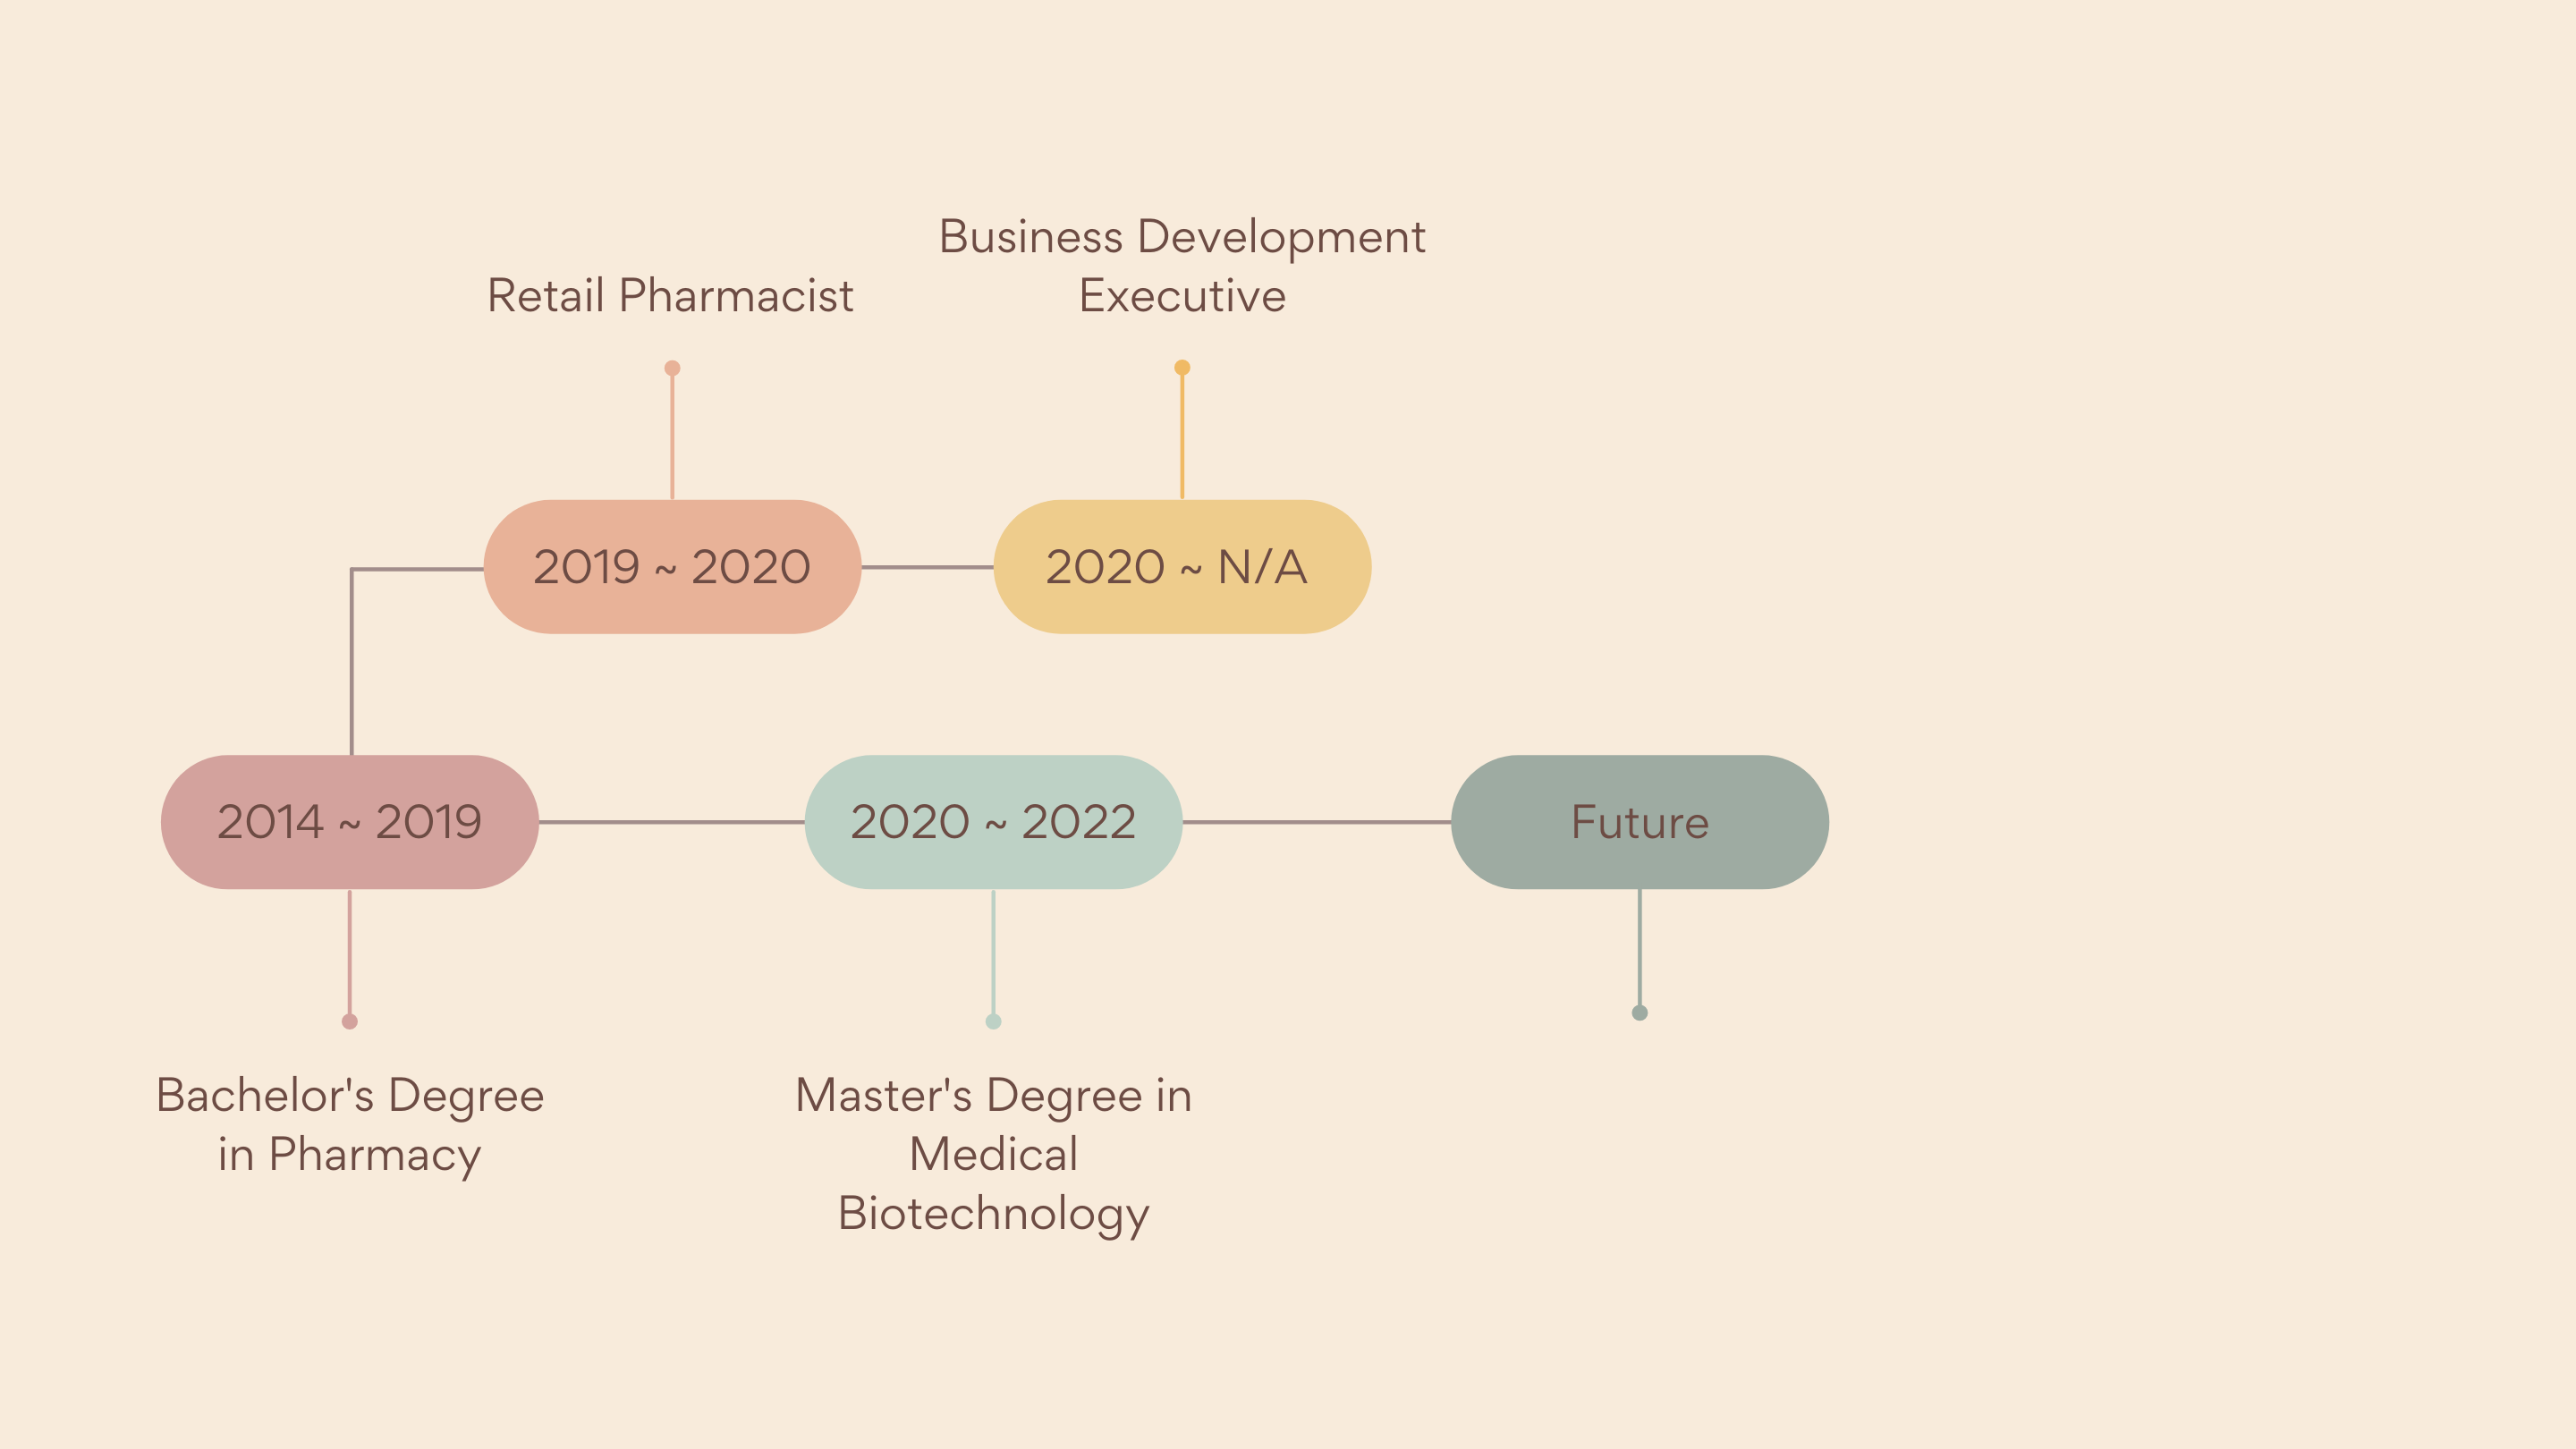 Business Development
Retail Pharmacist
Executive
2019 ~ 2020
2020 ~ N/A
2014 ~ 2019
2020 ~ 2022
Future
Bachelor's Degree
in Pharmacy
Master's Degree in
Medical
Biotechnology